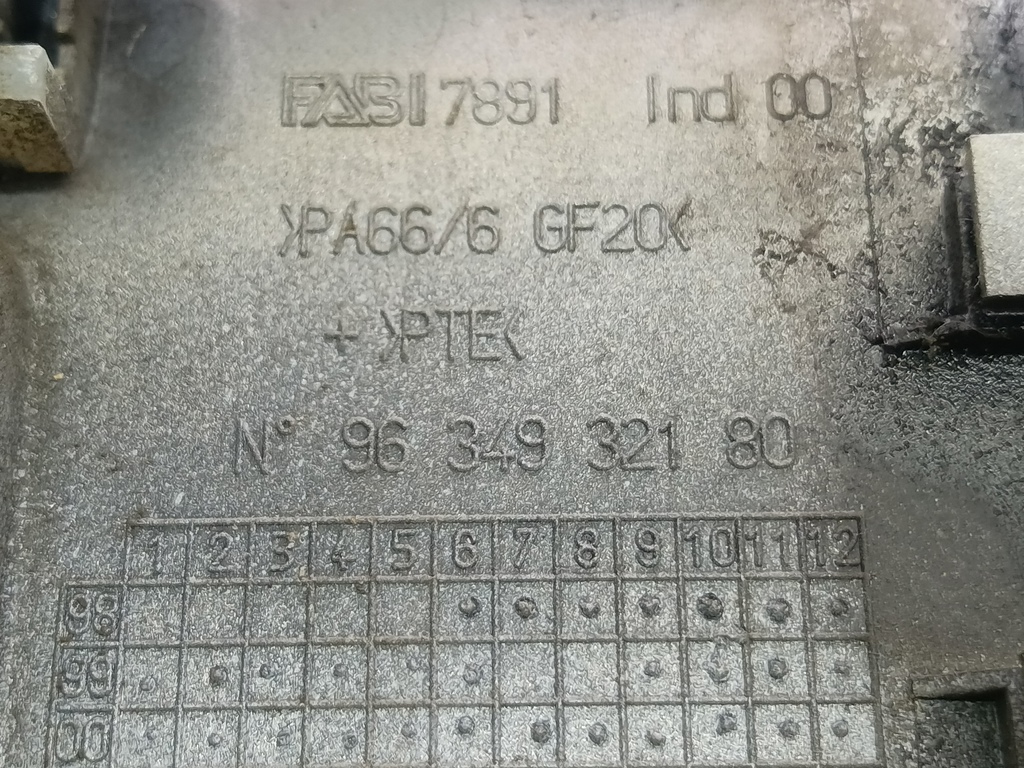 FABI 7891 Ind 00
>PA66/6 GF20<
+ >PTE<
N° 96 349 321 80
1 2 3 4 5 6 7 8 9 10 11 12
98
99
00